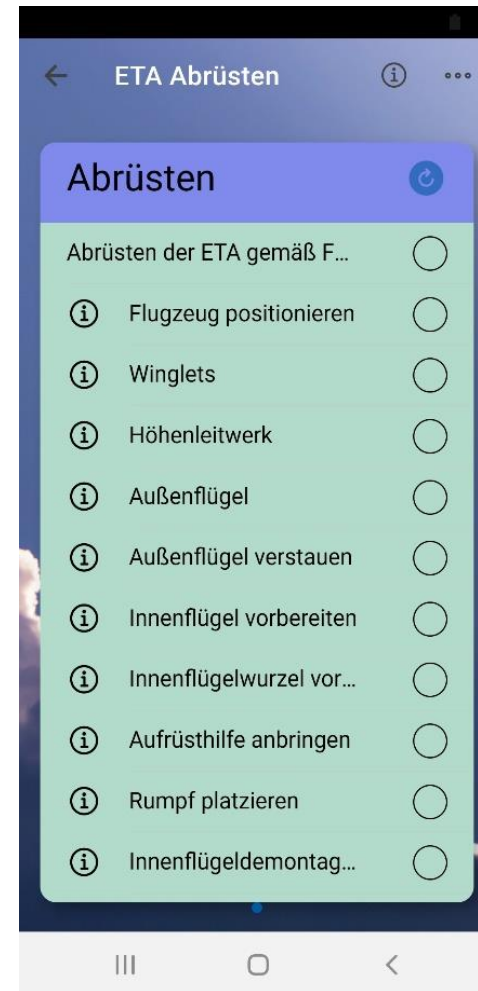 ETA Abrüsten
Abrüsten
Abrüsten der ETA gemäß F...
Flugzeug positionieren
Winglets
Höhenleitwerk
Außenflügel
Außenflügel verstauen
Innenflügel vorbereiten
Innenflügelwurzel vor...
Aufrüsthilfe anbringen
Rumpf platzieren
Innenflügeldemontag...